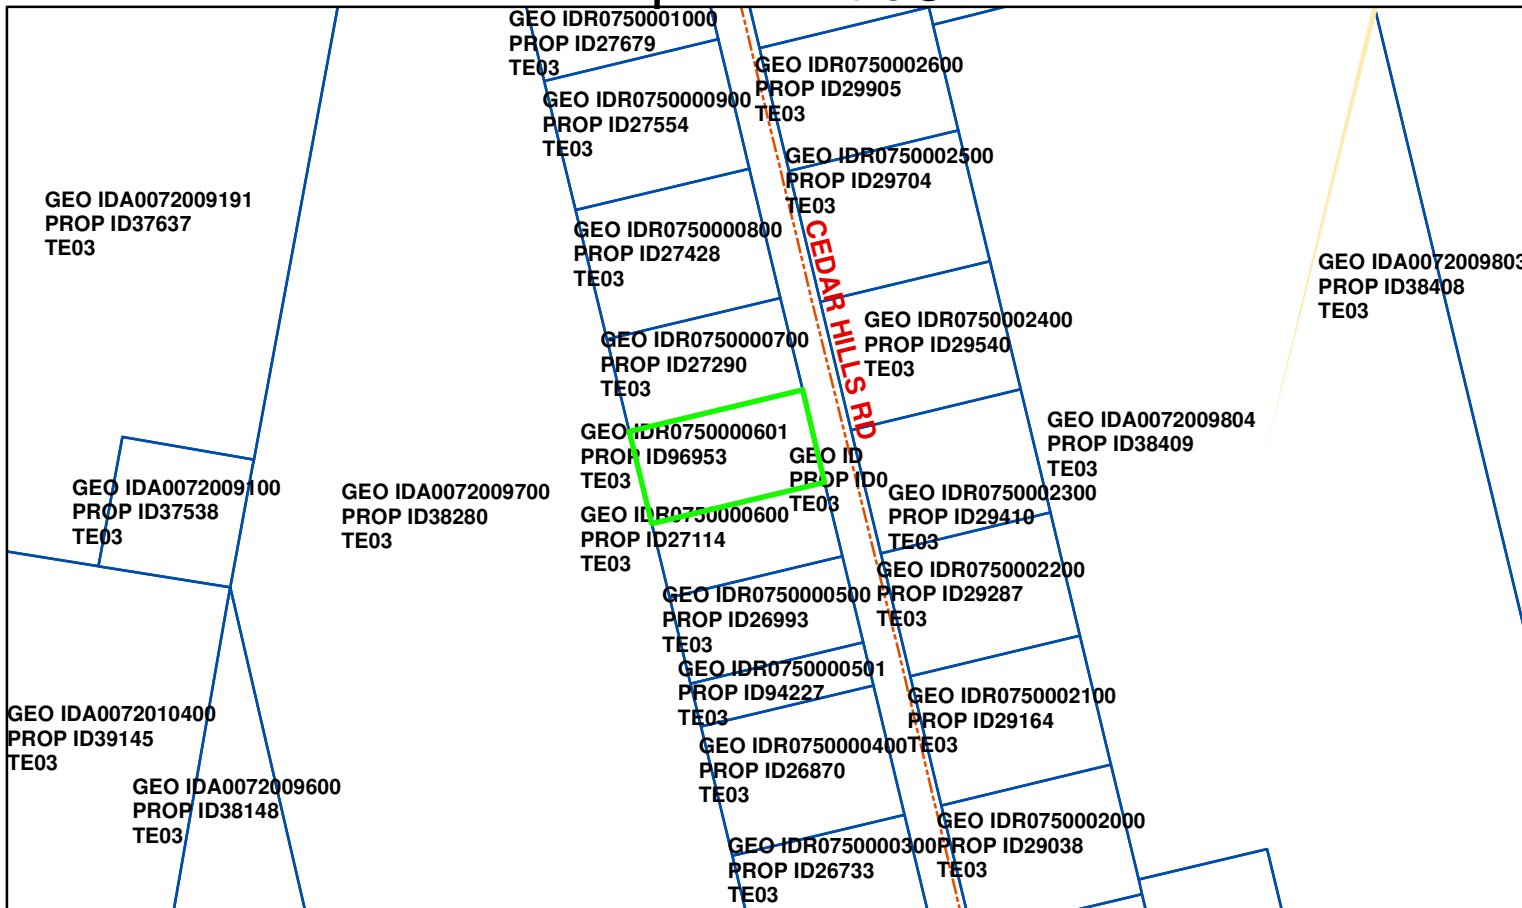 GEO IDR0750001000
PROP ID27679
TE03
GEO IDR0750002600
PROP ID29905
TE03
GEO IDR0750000900
PROP ID27554
TE03
GEO IDR0750002500
PROP ID29704
TE03
GEO IDA0072009191
PROP ID37637
TE03
GEO IDR0750000800
PROP ID27428
TE03
CEDAR HILLS RD
GEO IDA0072009803
PROP ID38408
TE03
GEO IDR0750002400
PROP ID29540
TE03
GEO IDR0750000700
PROP ID27290
TE03
GEO IDA0072009804
PROP ID38409
TE03
GEO IDR0750000601
PROP ID96953
TE03
GEO ID
PROP ID0
TE03
GEO IDA0072009100
PROP ID37538
TE03
GEO IDA0072009700
PROP ID38280
TE03
GEO IDR0750002300
PROP ID29410
TE03
GEO IDR0750000600
PROP ID27114
TE03
GEO IDR0750002200
PROP ID29287
TE03
GEO IDR0750000500
PROP ID26993
TE03
GEO IDR0750000501
PROP ID94227
TE03
GEO IDR0750002100
PROP ID29164
TE03
GEO IDA0072010400
PROP ID39145
TE03
GEO IDR0750000400
PROP ID26870
TE03
GEO IDA0072009600
PROP ID38148
TE03
GEO IDR0750002000
PROP ID29038
TE03
GEO IDR0750000300
PROP ID26733
TE03